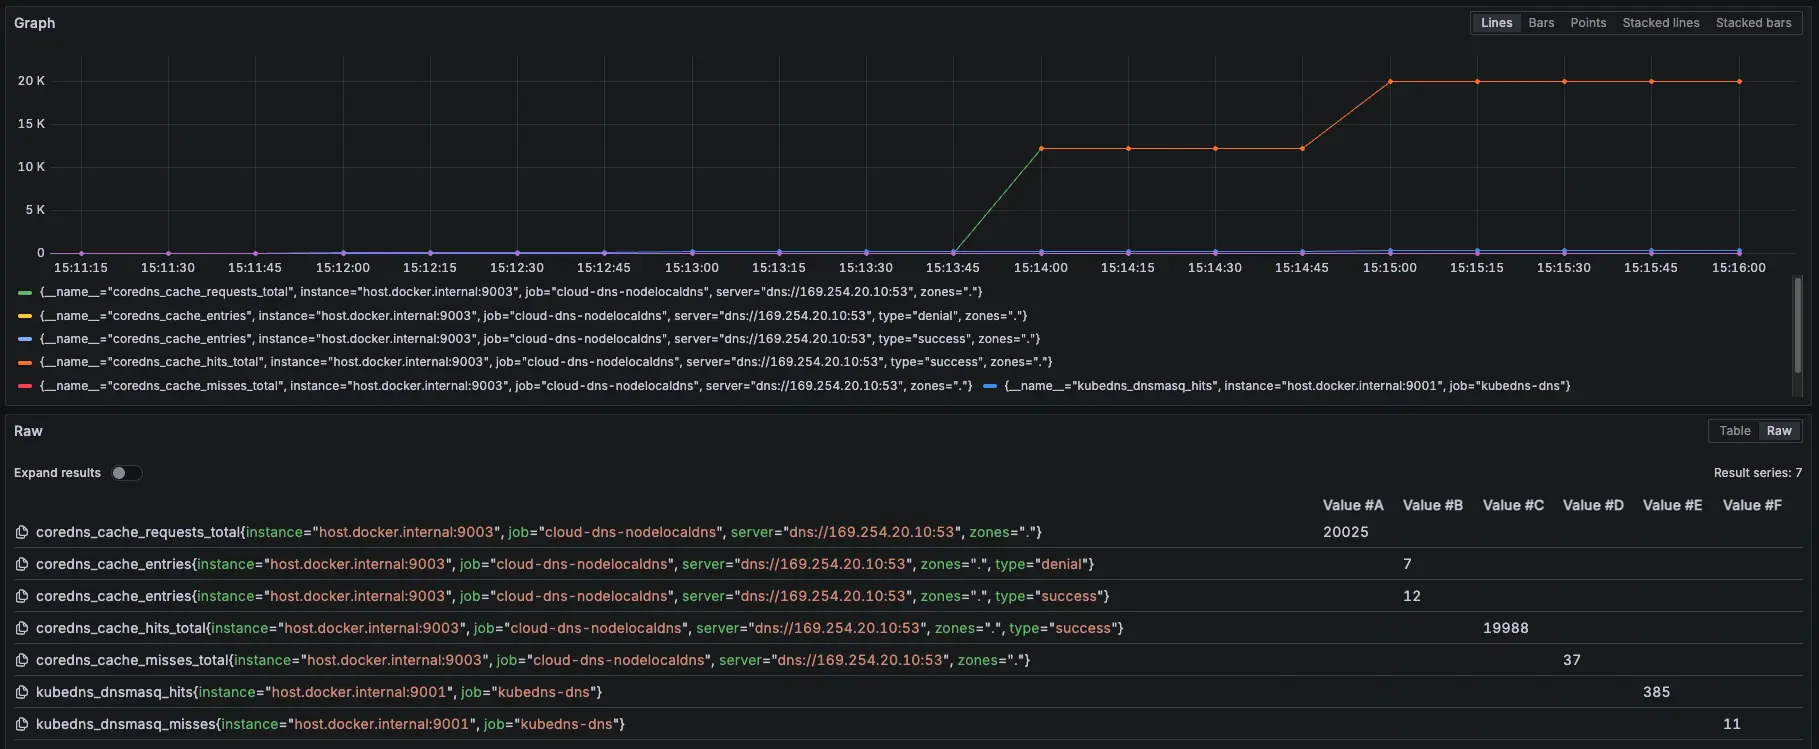 Graph
Lines Bars Points Stacked lines Stacked bars
20 K
15 K
10 K
5 K
0
15:11:15 15:11:30 15:11:45 15:12:00 15:12:15 15:12:30 15:12:45 15:13:00 15:13:15 15:13:30 15:13:45 15:14:00 15:14:15 15:14:30 15:14:45 15:15:00 15:15:15 15:15:30 15:15:45 15:16:00
{__name__="coredns_cache_requests_total", instance="host.docker.internal:9003", job="cloud-dns-nodelocaldns", server="dns://169.254.20.10:53", zones="."}
{__name__="coredns_cache_entries", instance="host.docker.internal:9003", job="cloud-dns-nodelocaldns", server="dns://169.254.20.10:53", type="denial", zones="."}
{__name__="coredns_cache_entries", instance="host.docker.internal:9003", job="cloud-dns-nodelocaldns", server="dns://169.254.20.10:53", type="success", zones="."}
{__name__="coredns_cache_hits_total", instance="host.docker.internal:9003", job="cloud-dns-nodelocaldns", server="dns://169.254.20.10:53", type="success", zones="."}
{__name__="coredns_cache_misses_total", instance="host.docker.internal:9003", job="cloud-dns-nodelocaldns", server="dns://169.254.20.10:53", zones="."} {__name__="kubedns_dnsmasq_hits", instance="host.docker.internal:9001", job="kubedns-dns"}
Raw
Table Raw
Expand results
Result series: 7
Value #A Value #B Value #C Value #D Value #E Value #F
coredns_cache_requests_total{instance="host.docker.internal:9003", job="cloud-dns-nodelocaldns", server="dns://169.254.20.10:53", zones="."} 20025
coredns_cache_entries{instance="host.docker.internal:9003", job="cloud-dns-nodelocaldns", server="dns://169.254.20.10:53", zones=".", type="denial"} 7
coredns_cache_entries{instance="host.docker.internal:9003", job="cloud-dns-nodelocaldns", server="dns://169.254.20.10:53", zones=".", type="success"} 12
coredns_cache_hits_total{instance="host.docker.internal:9003", job="cloud-dns-nodelocaldns", server="dns://169.254.20.10:53", zones=".", type="success"} 19988
coredns_cache_misses_total{instance="host.docker.internal:9003", job="cloud-dns-nodelocaldns", server="dns://169.254.20.10:53", zones="."} 37
kubedns_dnsmasq_hits{instance="host.docker.internal:9001", job="kubedns-dns"} 385
kubedns_dnsmasq_misses{instance="host.docker.internal:9001", job="kubedns-dns"} 11